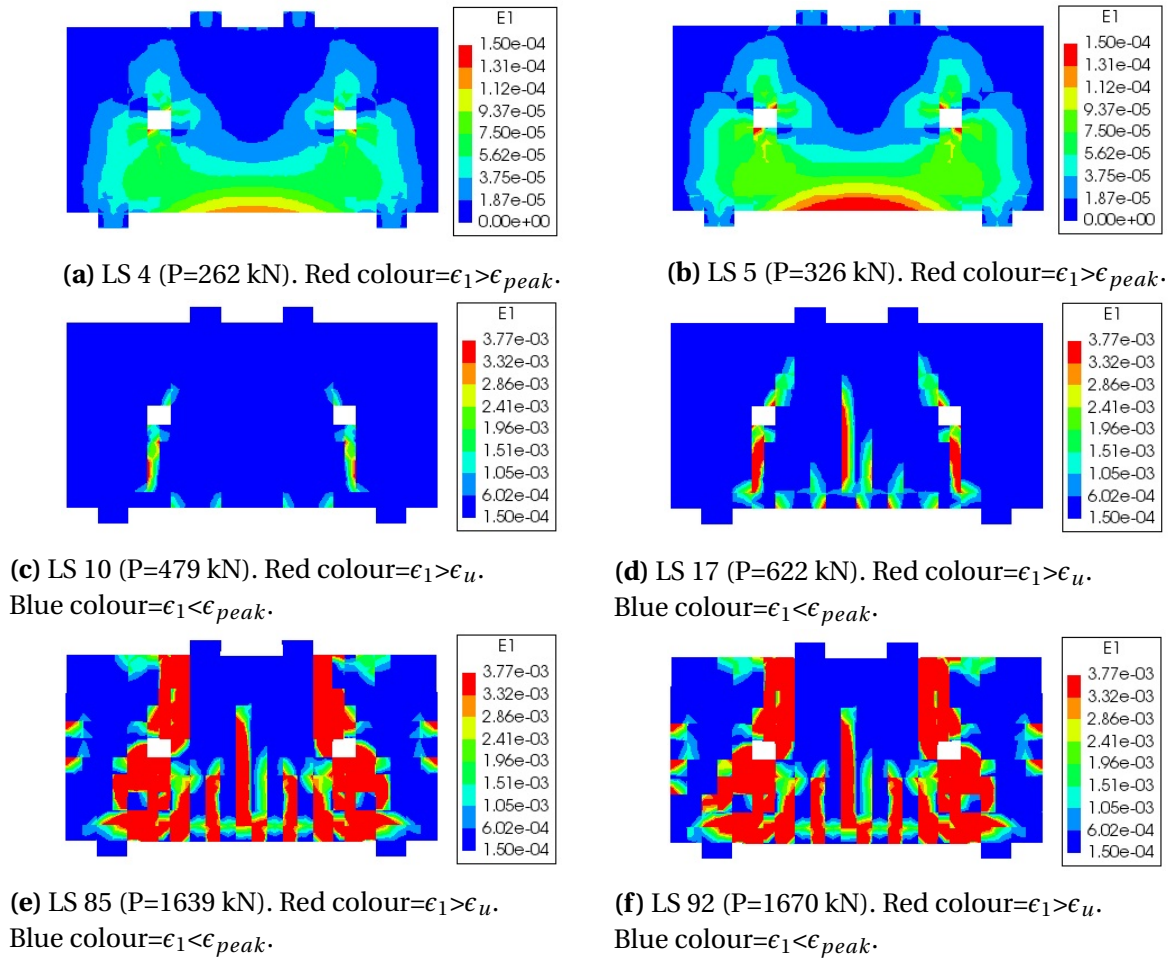 E1
1.50e-04
1.31e-04
1.12e-04
9.37e-05
7.50e-05
5.62e-05
3.75e-05
1.87e-05
0.00e+00
(a) LS 4 (P=262 kN). Red colour=ϵ₁>ϵ_peak.
E1
1.50e-04
1.31e-04
1.12e-04
9.37e-05
7.50e-05
5.62e-05
3.75e-05
1.87e-05
0.00e+00
(b) LS 5 (P=326 kN). Red colour=ϵ₁>ϵ_peak.
E1
3.77e-03
3.32e-03
2.86e-03
2.41e-03
1.96e-03
1.51e-03
1.05e-03
6.02e-04
1.50e-04
(c) LS 10 (P=479 kN). Red colour=ϵ₁>ϵ_u.
Blue colour=ϵ₁<ϵ_peak.
E1
3.77e-03
3.32e-03
2.86e-03
2.41e-03
1.96e-03
1.51e-03
1.05e-03
6.02e-04
1.50e-04
(d) LS 17 (P=622 kN). Red colour=ϵ₁>ϵ_u.
Blue colour=ϵ₁<ϵ_peak.
E1
3.77e-03
3.32e-03
2.86e-03
2.41e-03
1.96e-03
1.51e-03
1.05e-03
6.02e-04
1.50e-04
(e) LS 85 (P=1639 kN). Red colour=ϵ₁>ϵ_u.
Blue colour=ϵ₁<ϵ_peak.
E1
3.77e-03
3.32e-03
2.86e-03
2.41e-03
1.96e-03
1.51e-03
1.05e-03
6.02e-04
1.50e-04
(f) LS 92 (P=1670 kN). Red colour=ϵ₁>ϵ_u.
Blue colour=ϵ₁<ϵ_peak.